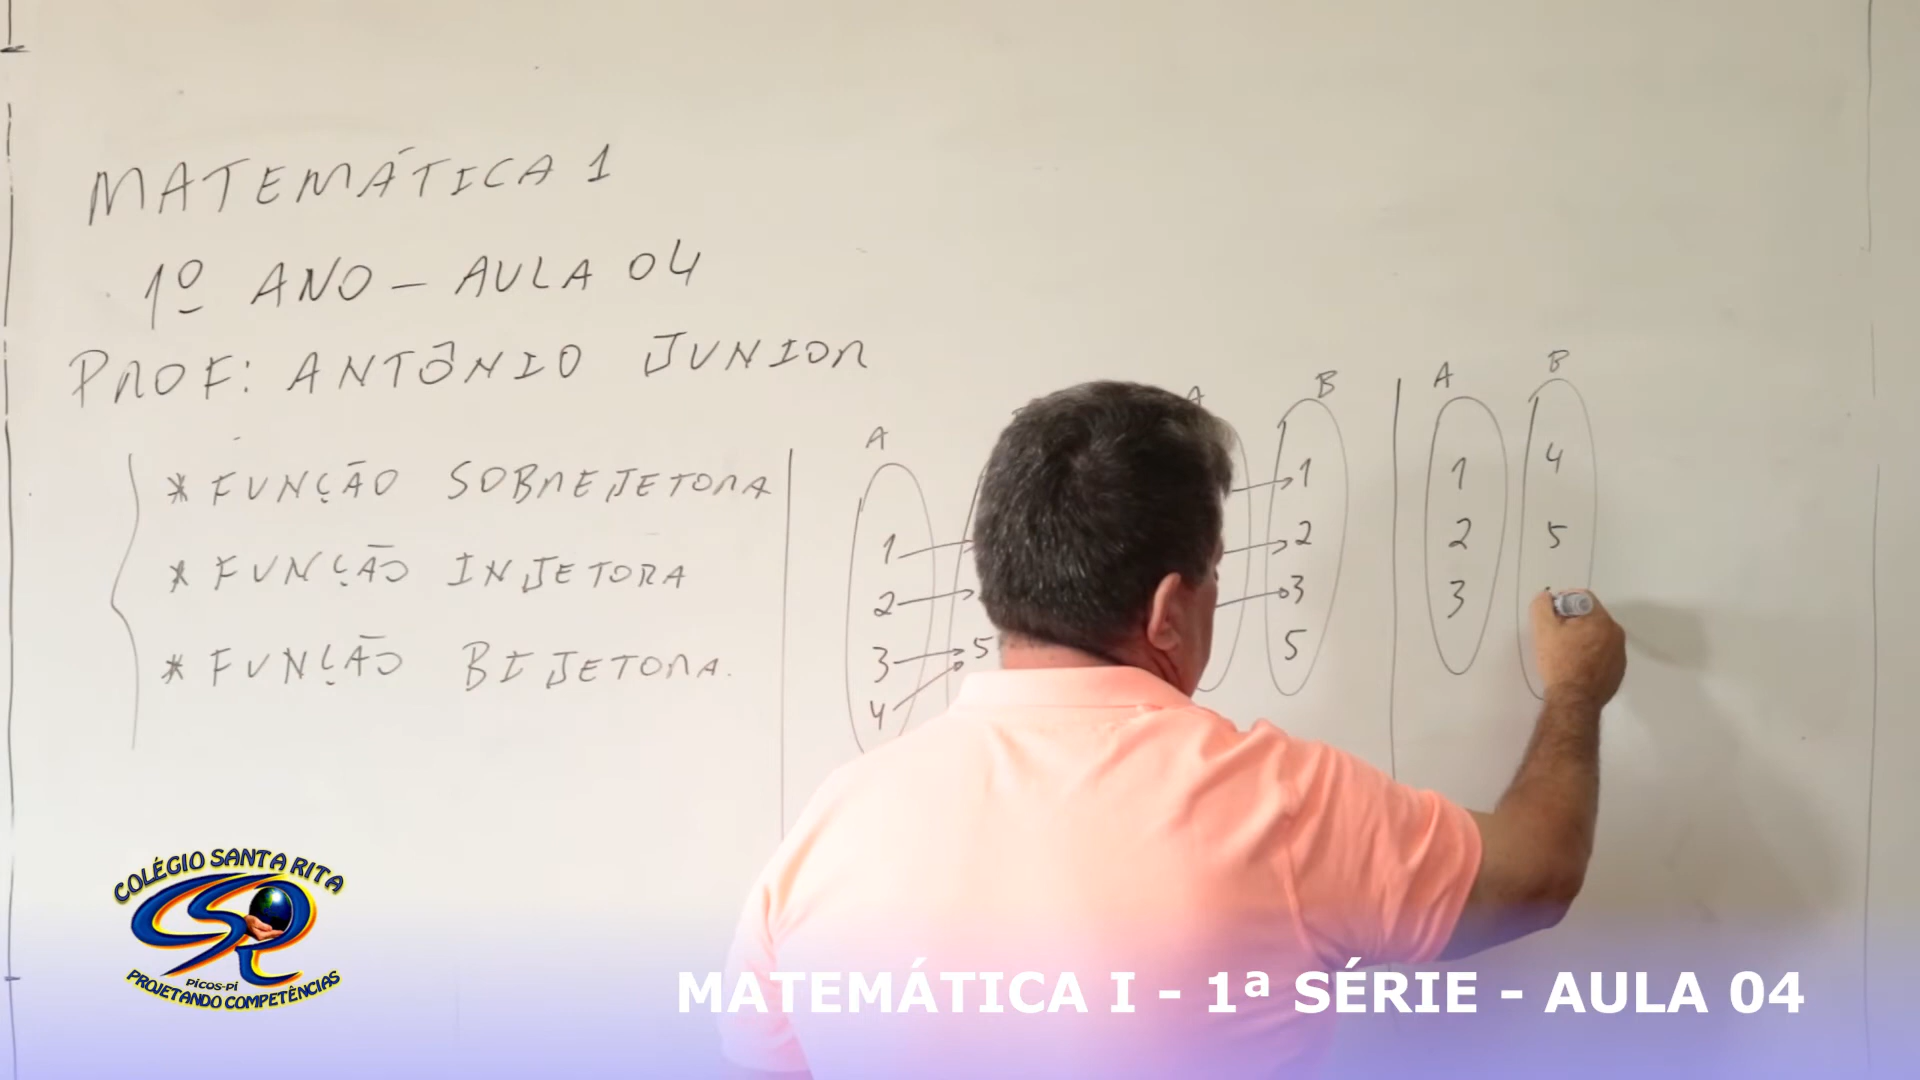 MATEMÁTICA 1
1º ANO - AULA 04
PROF: ANTÔNIO JUNIOR
* FUNÇÃO SOBREJETORA
* FUNÇÃO INJETORA
* FUNÇÃO BIJETORA.
A
1
2
3 5
4
A B
1
2
3
5
A B
1 4
2 5
3
COLÉGIO SANTA RITA
CSR
PICOS-PI
PROJETANDO COMPETÊNCIAS
MATEMÁTICA I - 1ª SÉRIE - AULA 04